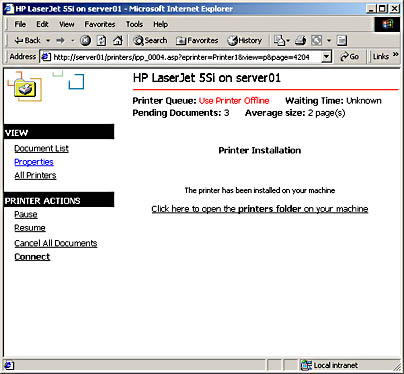 HP LaserJet 5Si on server01 - Microsoft Internet Explorer
File Edit View Favorites Tools Help
Back Search Favorites History
Address http://server01/printers/ipp_0004.asp?eprinter=Printer1&view=p&page=4204 Go Links »
HP LaserJet 5Si on server01
Printer Queue: Use Printer Offline Waiting Time: Unknown
Pending Documents: 3 Average size: 2 page(s)
VIEW
Document List
Properties
All Printers
PRINTER ACTIONS
Pause
Resume
Cancel All Documents
Connect
Printer Installation
The printer has been installed on your machine
Click here to open the printers folder on your machine
Local intranet